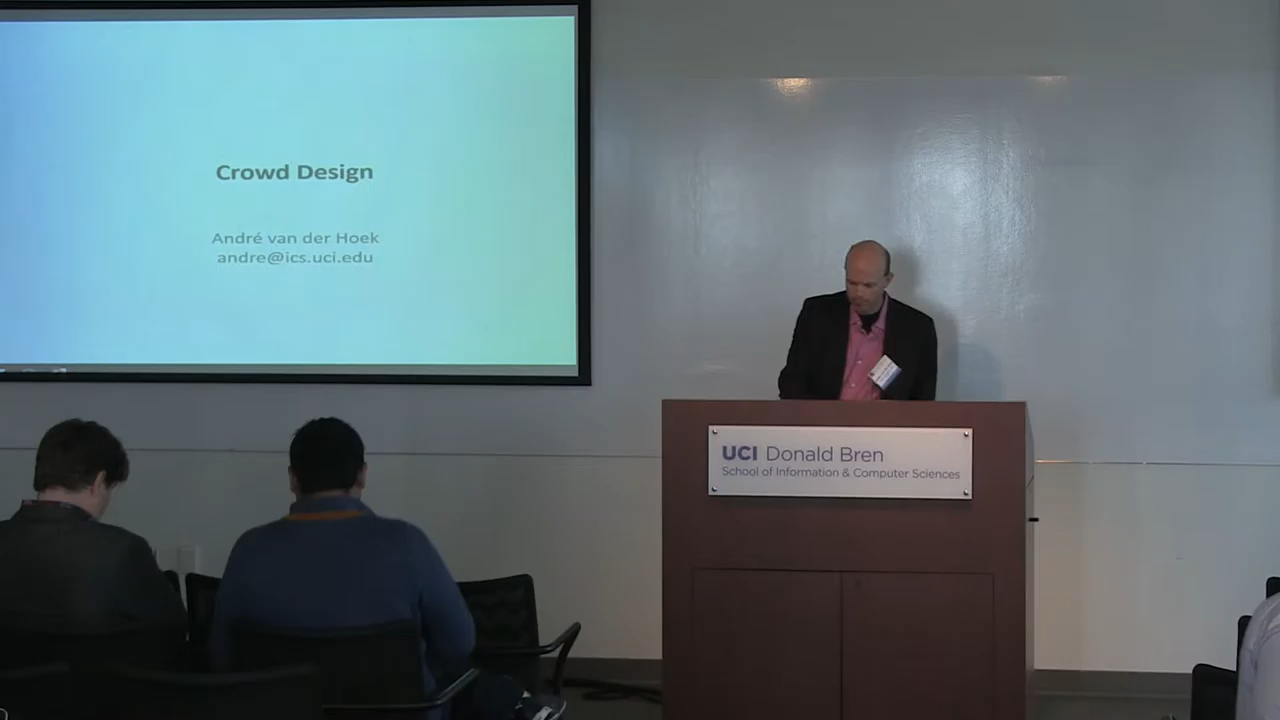 Crowd Design
André van der Hoek
andre@ics.uci.edu
UCI Donald Bren
School of Information & Computer Sciences